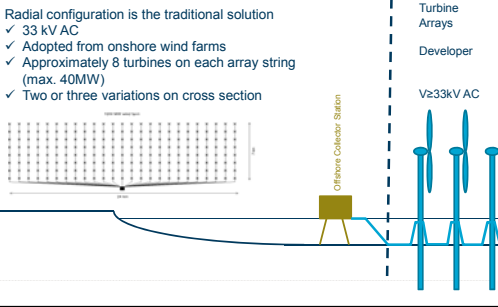 Radial configuration is the traditional solution
✓ 33 kV AC
✓ Adopted from onshore wind farms
✓ Approximately 8 turbines on each array string
(max. 40MW)
✓ Two or three variations on cross section
Offshore Collector Station
Turbine
Arrays
Developer
V≥33kV AC